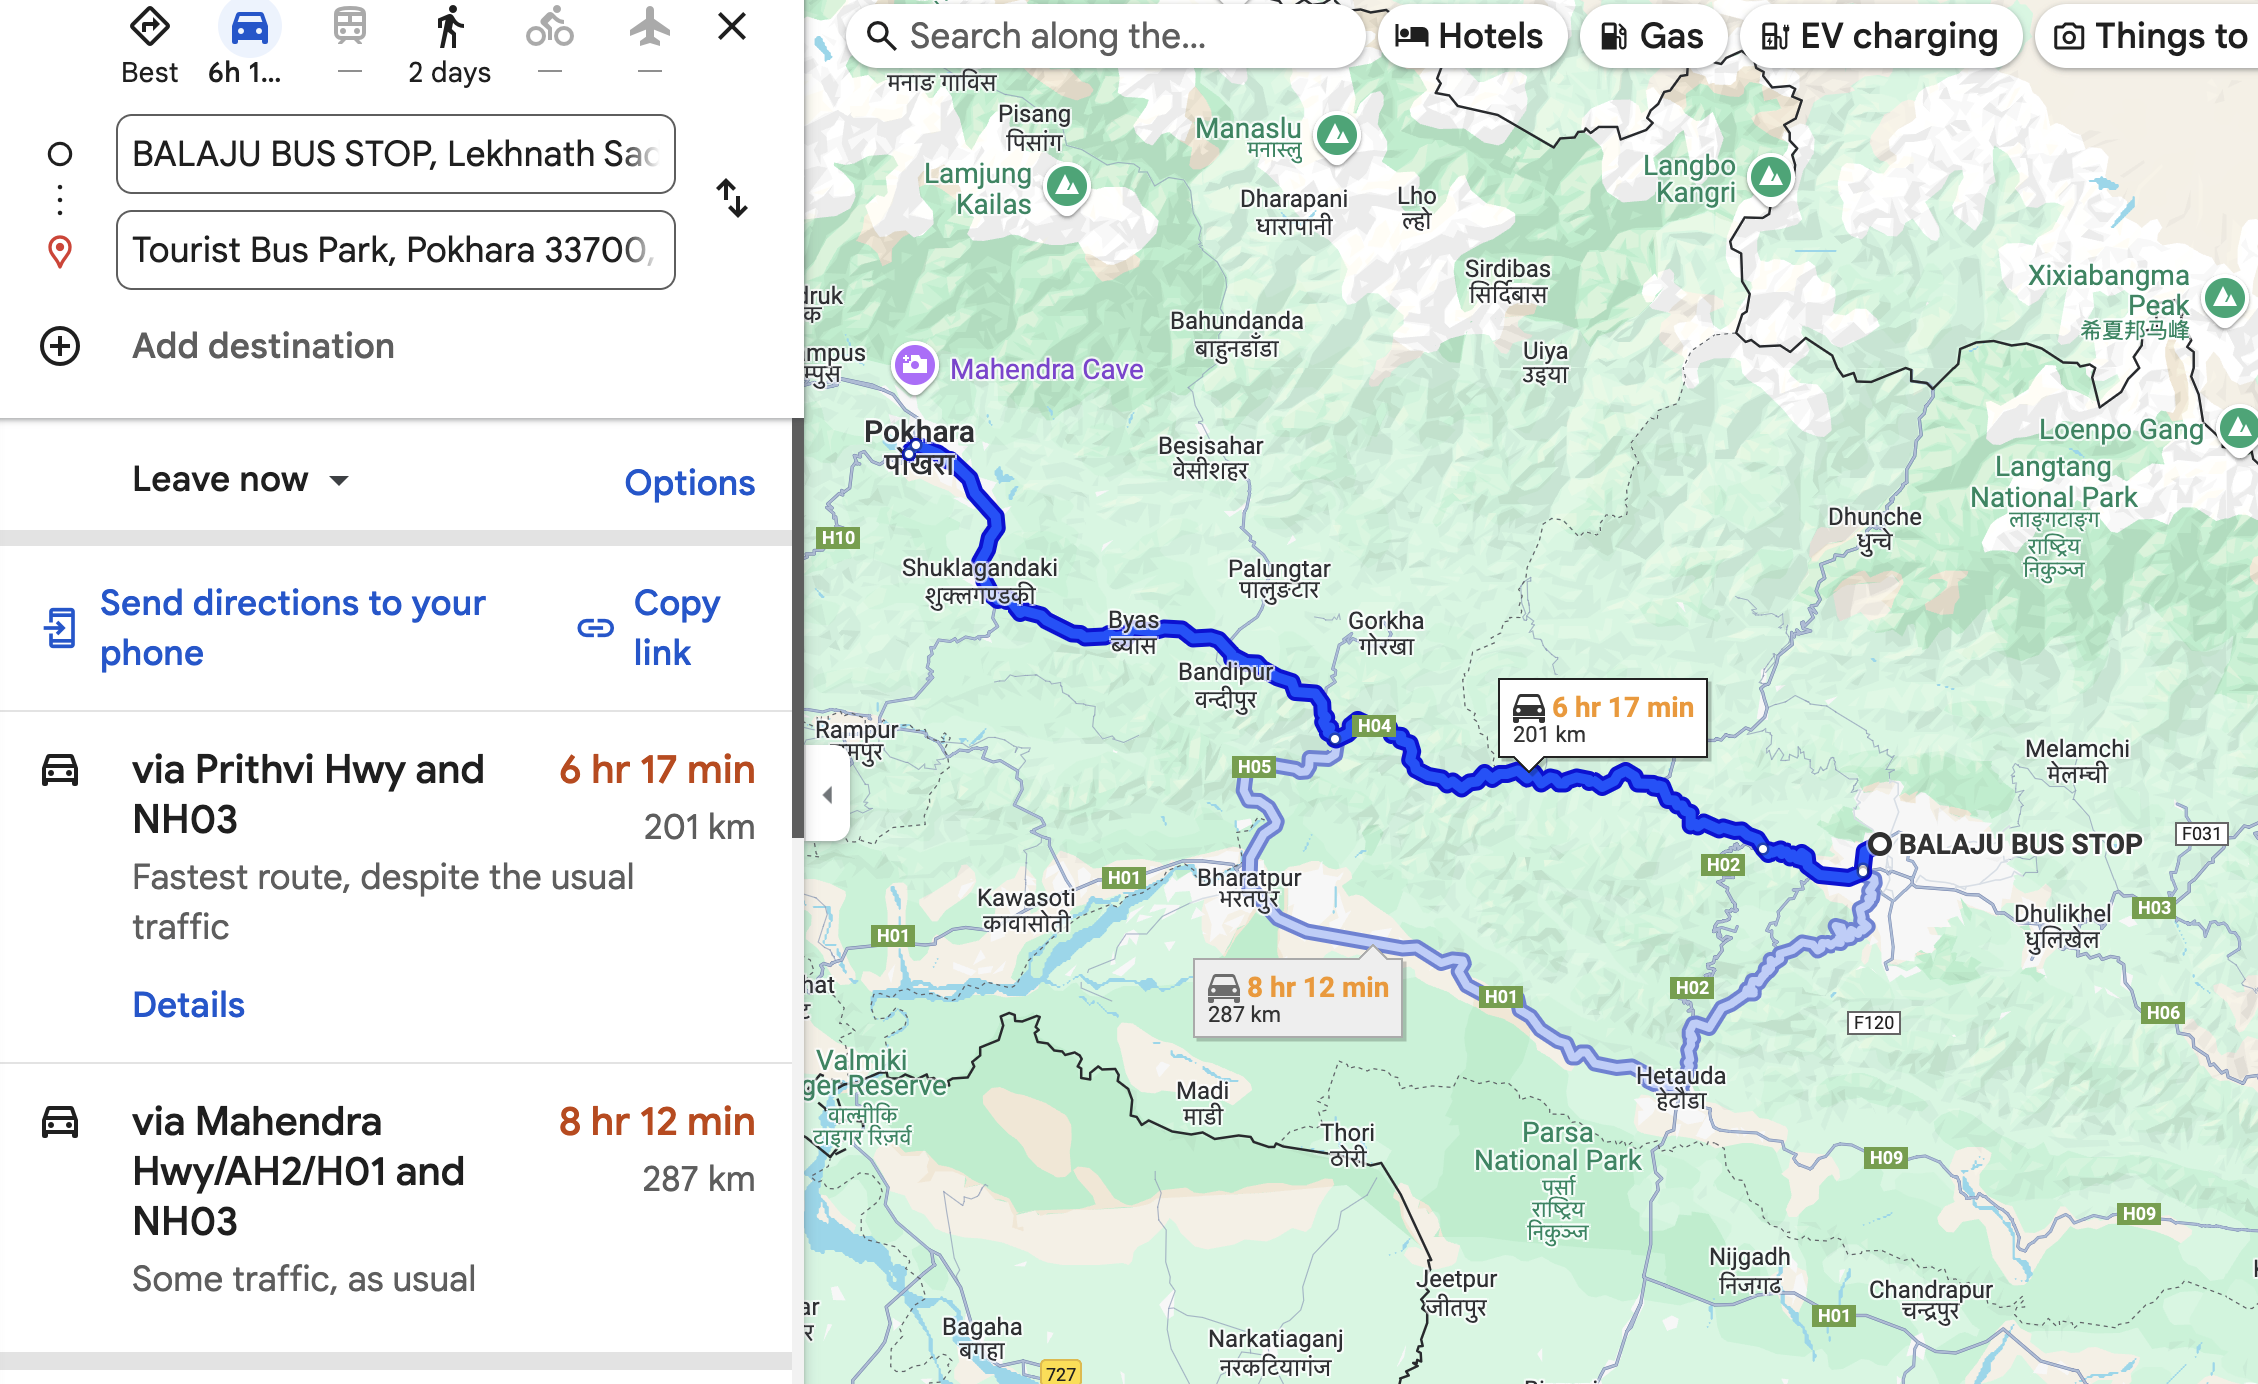 Best
6h 1...
—
2 days
—
—
BALAJU BUS STOP, Lekhnath Sad
Tourist Bus Park, Pokhara 33700,
Add destination
Leave now
Options
Send directions to your
phone
Copy
link
via Prithvi Hwy and
NH03
6 hr 17 min
201 km
Fastest route, despite the usual
traffic
Details
via Mahendra
Hwy/AH2/H01 and
NH03
8 hr 12 min
287 km
Some traffic, as usual
Search along the...
Hotels
Gas
EV charging
Things to
मनाङ गाविस
Pisang
पिसांग
Manaslu
मनास्लु
Lamjung
Kailas
Dharapani
धारापानी
Lho
ल्हो
Langbo
Kangri
Sirdibas
सिर्दिबास
Xixiabangma
Peak
希夏邦马峰
druk
क
Bahundanda
बाहुनडाँडा
Uiya
उइया
mpus
म्पुस
Mahendra Cave
Pokhara
पोखरा
Besisahar
वेसीशहर
Loenpo Gang
Langtang
National Park
लाङ्गटाङ्ग
राष्ट्रिय
निकुञ्ज
Dhunche
धुन्चे
H10
Shuklagandaki
शुक्लगण्डकी
Palungtar
पालुङटार
Byas
ब्यास
Gorkha
गोरखा
Bandipur
वन्दीपुर
Rampur
रामपुर
H04
6 hr 17 min
201 km
H05
Melamchi
मेलम्ची
BALAJU BUS STOP
F031
H02
H01
Bharatpur
भरतपुर
Kawasoti
कावासोती
H01
Dhulikhel
धुलिखेल
H03
8 hr 12 min
287 km
hat
H01
H02
F120
H06
Valmiki
ger Reserve
वाल्मीकि
टाइगर रिज़र्व
Madi
माडी
Hetauda
हेटौंडा
Thori
ठोरी
Parsa
National Park
पर्सा
राष्ट्रिय
निकुञ्ज
H09
H09
Jeetpur
जीतपुर
Nijgadh
निजगढ
Chandrapur
चन्द्रपुर
H01
ar
र
Bagaha
बगहा
Narkatiaganj
नरकटियागंज
727